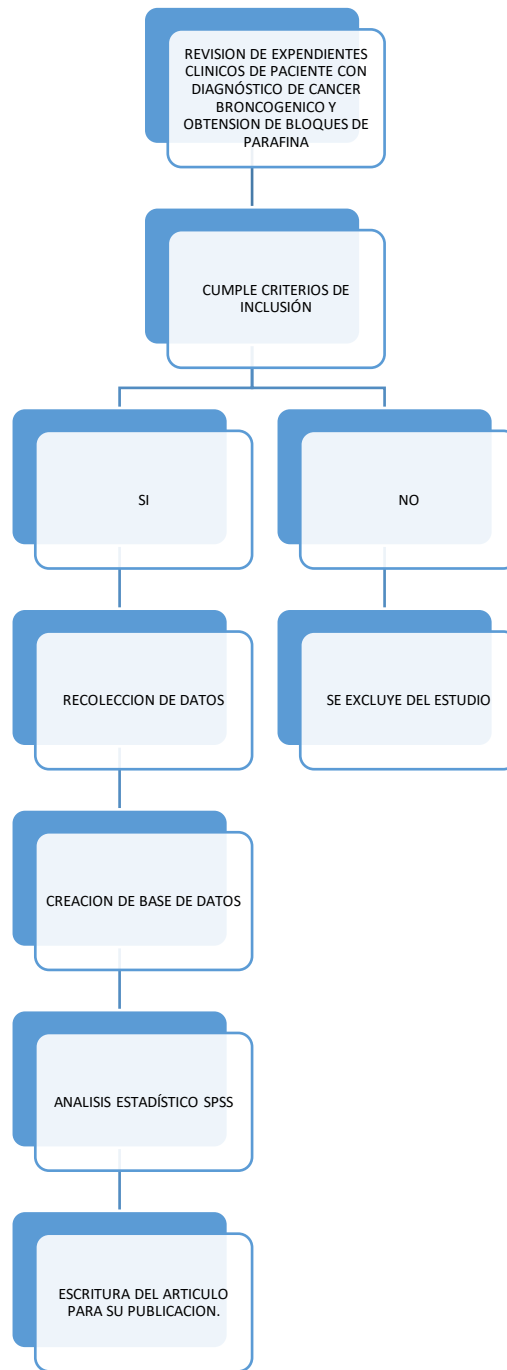 REVISION DE EXPENDIENTES
CLINICOS DE PACIENTE CON
DIAGNÓSTICO DE CANCER
BRONCOGENICO Y
OBTENSION DE BLOQUES DE
PARAFINA
CUMPLE CRITERIOS DE
INCLUSIÓN
SI
NO
RECOLECCION DE DATOS
SE EXCLUYE DEL ESTUDIO
CREACION DE BASE DE DATOS
ANALISIS ESTADÍSTICO SPSS
ESCRITURA DEL ARTICULO
PARA SU PUBLICACION.